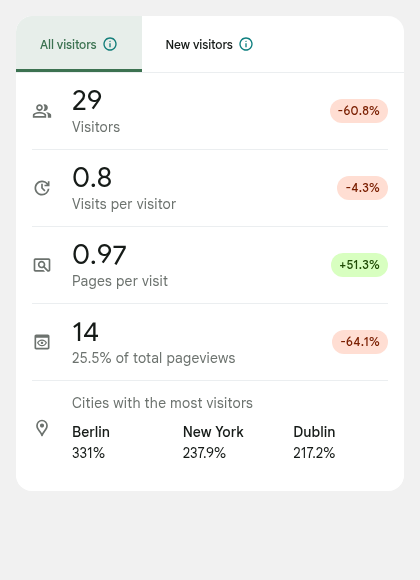 All visitors New visitors
29
Visitors
-60.8%
0.8
Visits per visitor
-4.3%
0.97
Pages per visit
+51.3%
14
25.5% of total pageviews
-64.1%
Cities with the most visitors
Berlin New York Dublin
331% 237.9% 217.2%